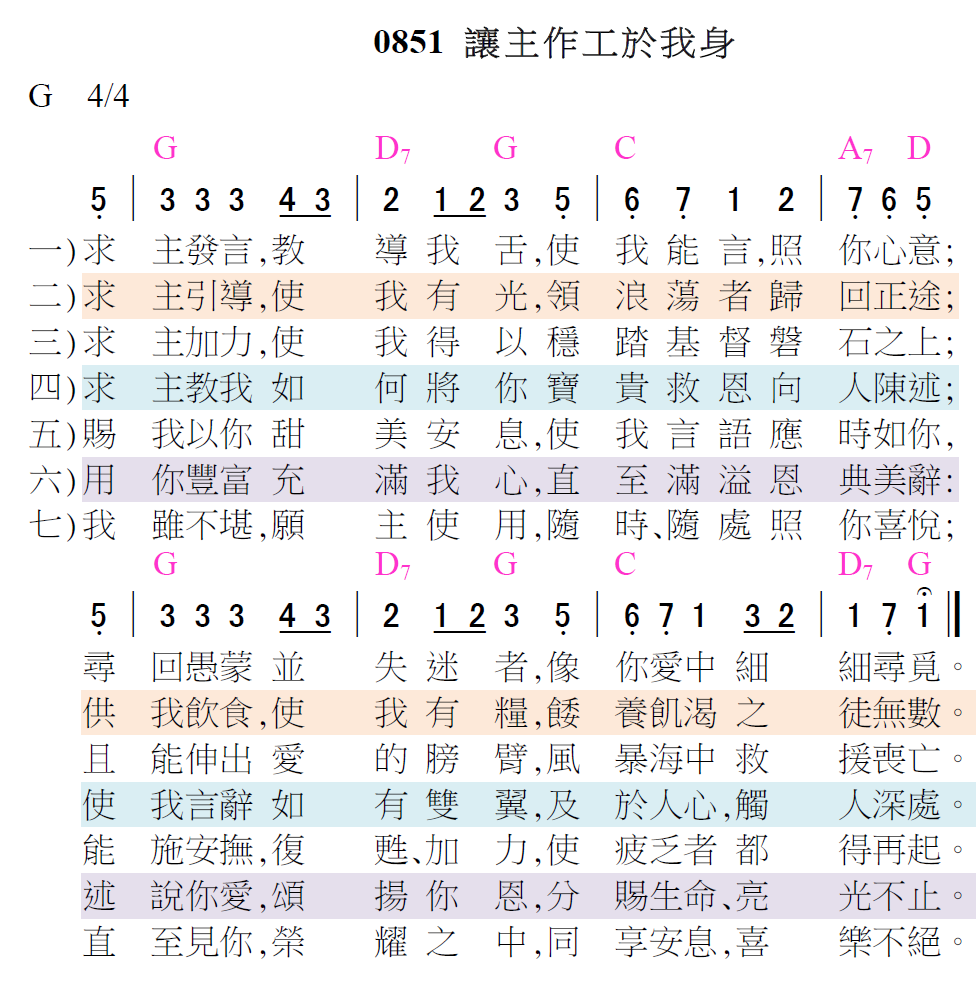 0851 讓主作工於我身
G 4/4
G D7 G C A7 D
5 | 3 3 3 4 3 | 2 1 2 3 5 | 6 7 1 2 | 7 6 5
一)求 主發言,教 導我舌,使 我能言,照 你心意;
二)求 主引導,使 我有光,領 浪蕩者歸 回正途;
三)求 主加力,使 我得以穩 踏基督磐 石之上;
四)求 主教我如 何將你寶 貴救恩向 人陳述;
五)賜 我以你甜 美安息,使 我言語應 時如你,
六)用 你豐富充 滿我心,直 至滿溢恩 典美辭:
七)我 雖不堪,願 主使用,隨 時、隨處照 你喜悅;
G D7 G C D7 G
5 | 3 3 3 4 3 | 2 1 2 3 5 | 6 7 1 3 2 | 1 7 1
尋 回愚蒙並 失迷者,像 你愛中細 細尋覓。
供 我飲食,使 我有糧,餧 養飢渴之 徒無數。
且 能伸出愛 的膀臂,風 暴海中救 援喪亡。
使 我言辭如 有雙翼,及 於人心,觸 人深處。
能 施安撫,復 甦、加力,使 疲乏者都 得再起。
述 說你愛,頌 揚你恩,分 賜生命、亮 光不止。
直 至見你,榮 耀之中,同 享安息,喜 樂不絕。